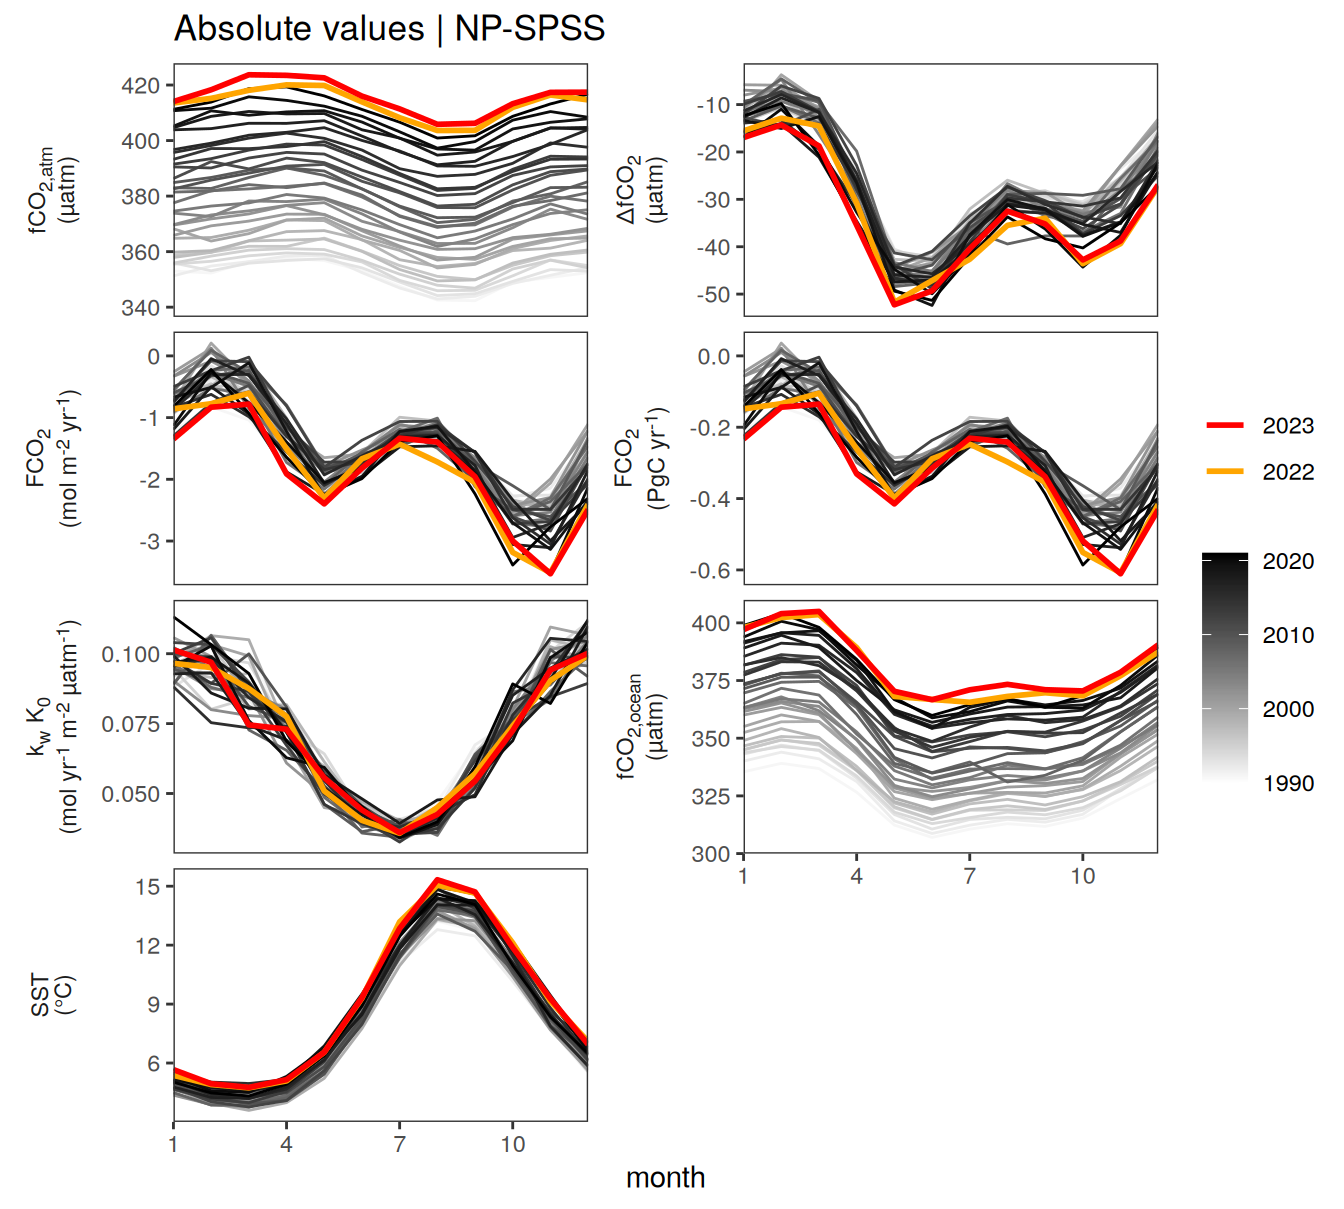 Absolute values | NP-SPSS
fCO2,atm
(µatm)
420
400
380
360
340
ΔfCO2
(µatm)
-10
-20
-30
-40
-50
FCO2
(mol m-2 yr-1)
0
-1
-2
-3
FCO2
(PgC yr-1)
0.0
-0.2
-0.4
-0.6
kw K0
(mol yr-1 m-2 µatm-1)
0.100
0.075
0.050
fCO2,ocean
(µatm)
400
375
350
325
300
1 4 7 10
SST
(°C)
15
12
9
6
1 4 7 10
month
2023
2022
2020
2010
2000
1990